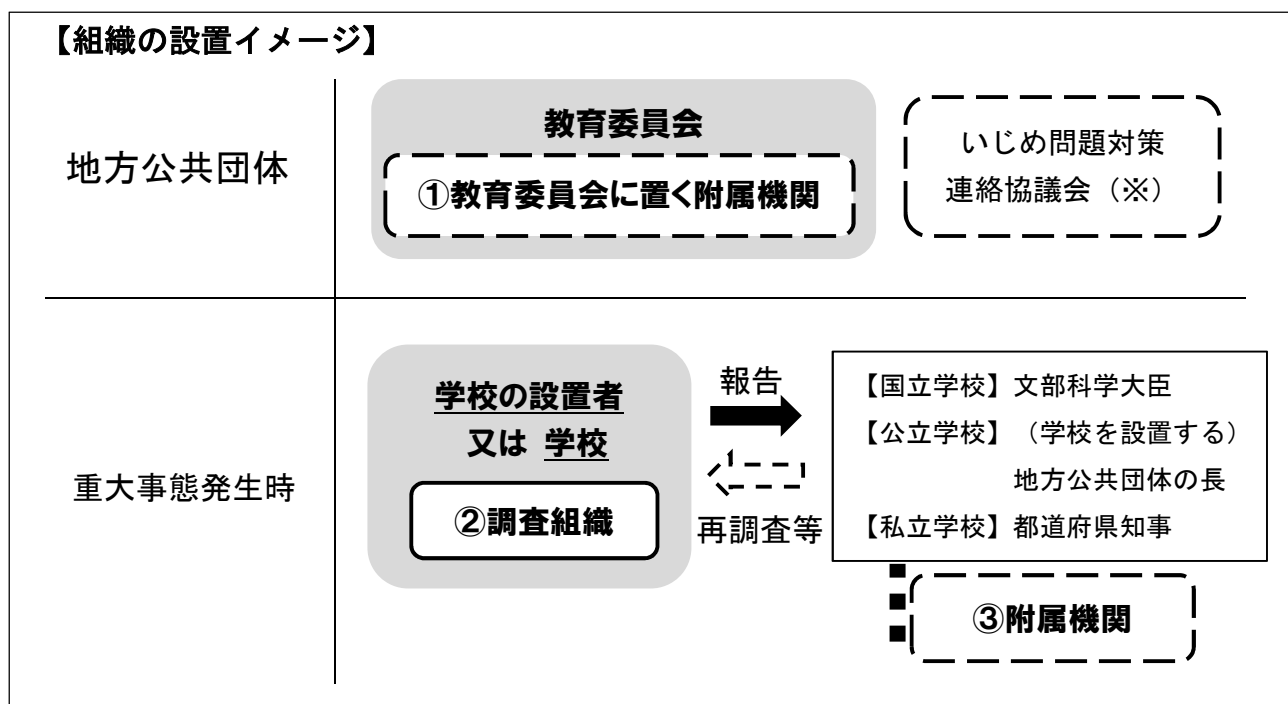 【組織の設置イメージ】
地方公共団体
教育委員会
①教育委員会に置く附属機関
いじめ問題対策
連絡協議会（※）
重大事態発生時
学校の設置者
又は 学校
②調査組織
報告
再調査等
【国立学校】文部科学大臣
【公立学校】（学校を設置する）
地方公共団体の長
【私立学校】都道府県知事
③附属機関